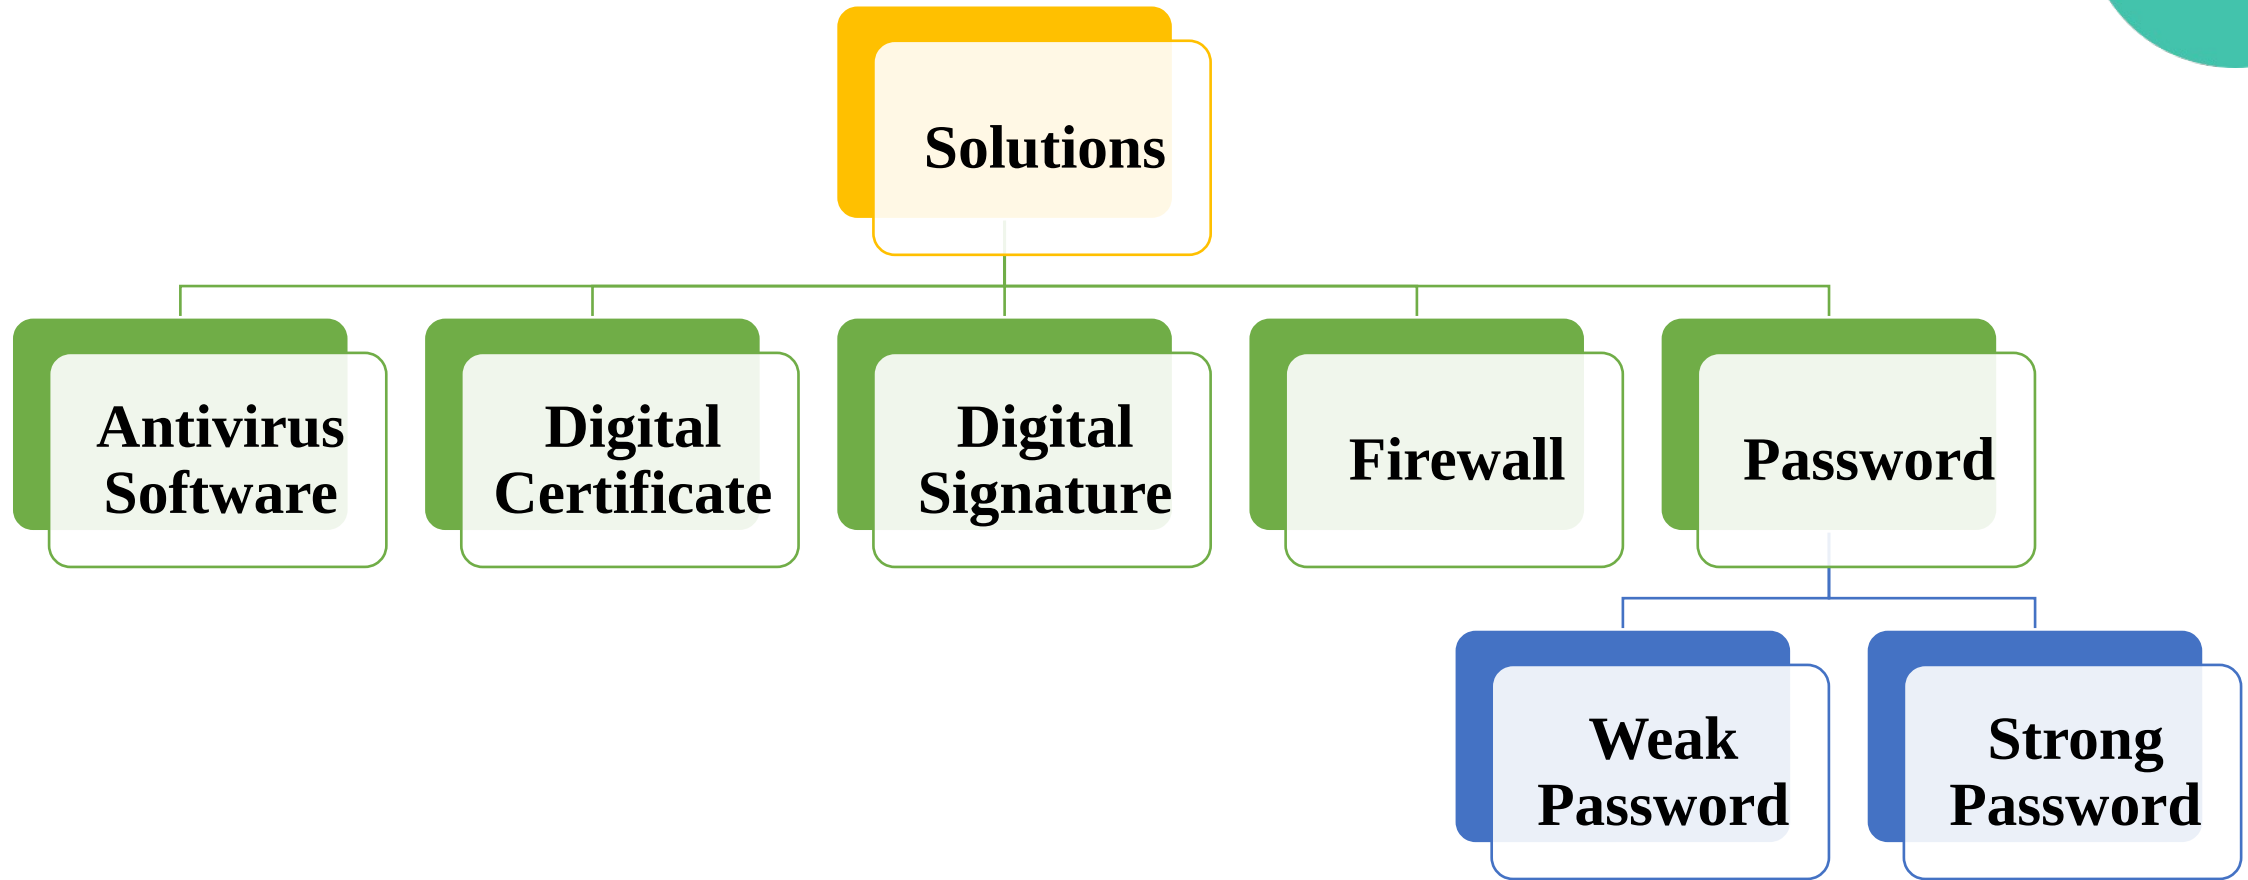 Solutions
Antivirus
Software
Digital
Certificate
Digital
Signature
Firewall
Password
Weak
Password
Strong
Password